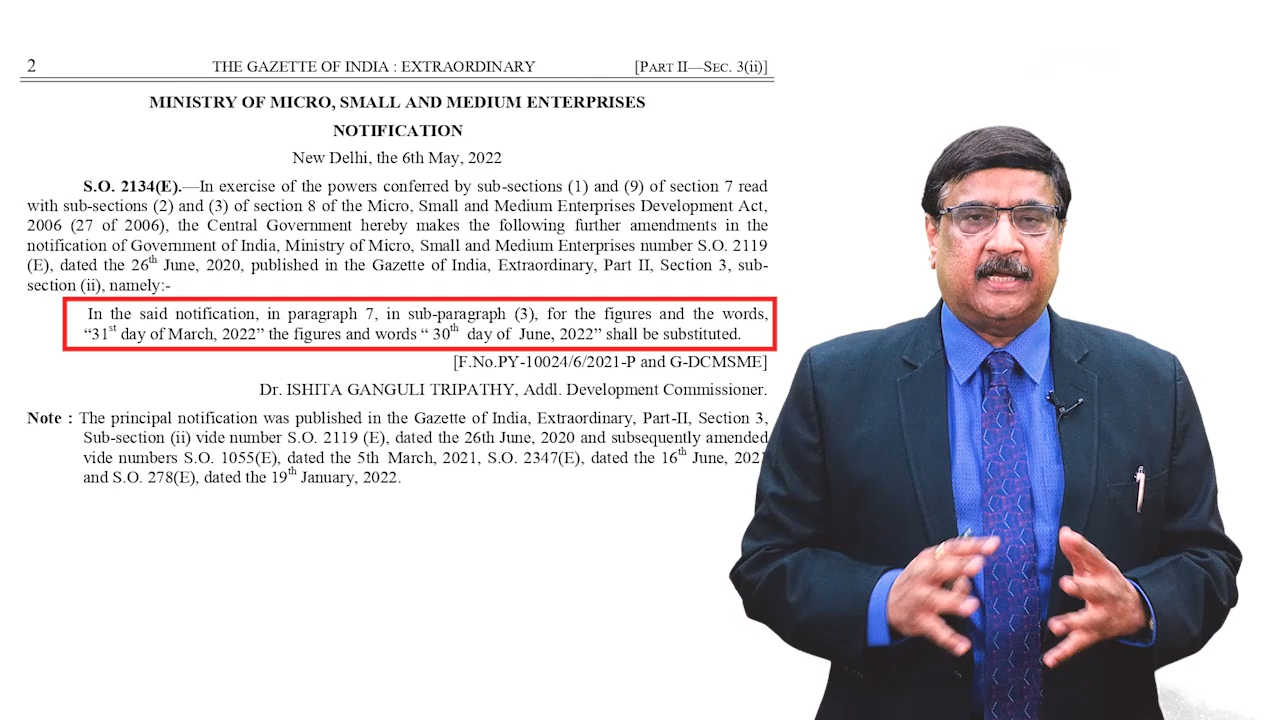 2 THE GAZETTE OF INDIA : EXTRAORDINARY [PART II—SEC. 3(ii)]
MINISTRY OF MICRO, SMALL AND MEDIUM ENTERPRISES
NOTIFICATION
New Delhi, the 6th May, 2022
S.O. 2134(E).—In exercise of the powers conferred by sub-sections (1) and (9) of section 7 read
with sub-sections (2) and (3) of section 8 of the Micro, Small and Medium Enterprises Development Act,
2006 (27 of 2006), the Central Government hereby makes the following further amendments in the
notification of Government of India, Ministry of Micro, Small and Medium Enterprises number S.O. 2119
(E), dated the 26th June, 2020, published in the Gazette of India, Extraordinary, Part II, Section 3, sub-
section (ii), namely:-
In the said notification, in paragraph 7, in sub-paragraph (3), for the figures and the words,
“31st day of March, 2022” the figures and words “ 30th day of June, 2022” shall be substituted.
[F.No.PY-10024/6/2021-P and G-DCMSME]
Dr. ISHITA GANGULI TRIPATHY, Addl. Development Commissioner.
Note : The principal notification was published in the Gazette of India, Extraordinary, Part-II, Section 3,
Sub-section (ii) vide number S.O. 2119 (E), dated the 26th June, 2020 and subsequently amended
vide numbers S.O. 1055(E), dated the 5th March, 2021, S.O. 2347(E), dated the 16th June, 2021
and S.O. 278(E), dated the 19th January, 2022.